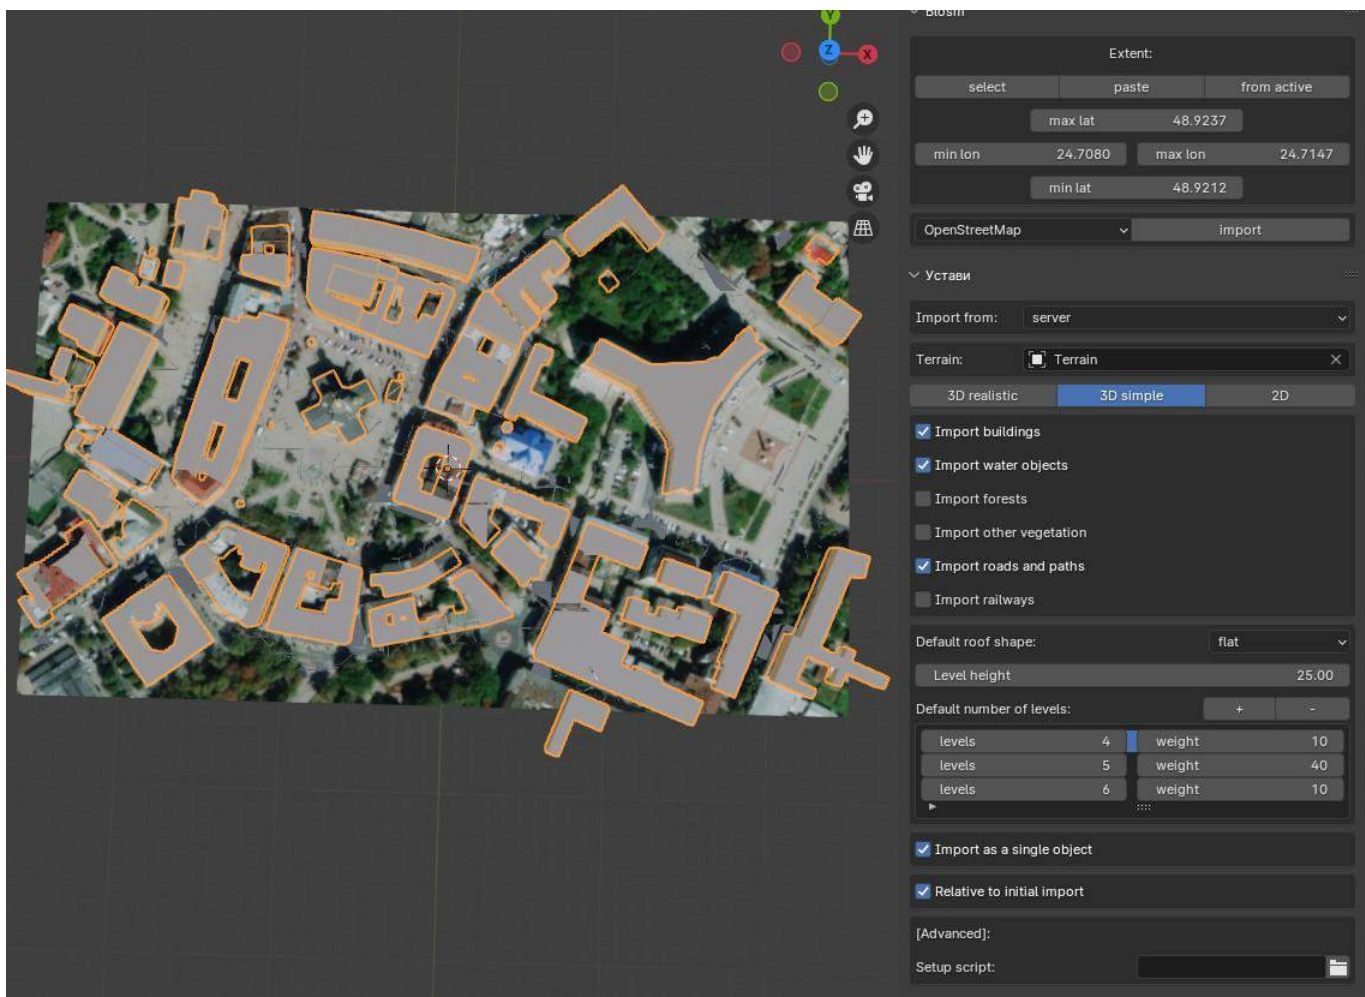 Y
Z
X
Blosm
Extent:
select paste from active
max lat 48.9237
min lon 24.7080 max lon 24.7147
min lat 48.9212
OpenStreetMap import
Устави
Import from: server
Terrain: Terrain
3D realistic 3D simple 2D
Import buildings
Import water objects
Import forests
Import other vegetation
Import roads and paths
Import railways
Default roof shape: flat
Level height 25.00
Default number of levels: + -
levels 4 weight 10
levels 5 weight 40
levels 6 weight 10
Import as a single object
Relative to initial import
[Advanced]:
Setup script: